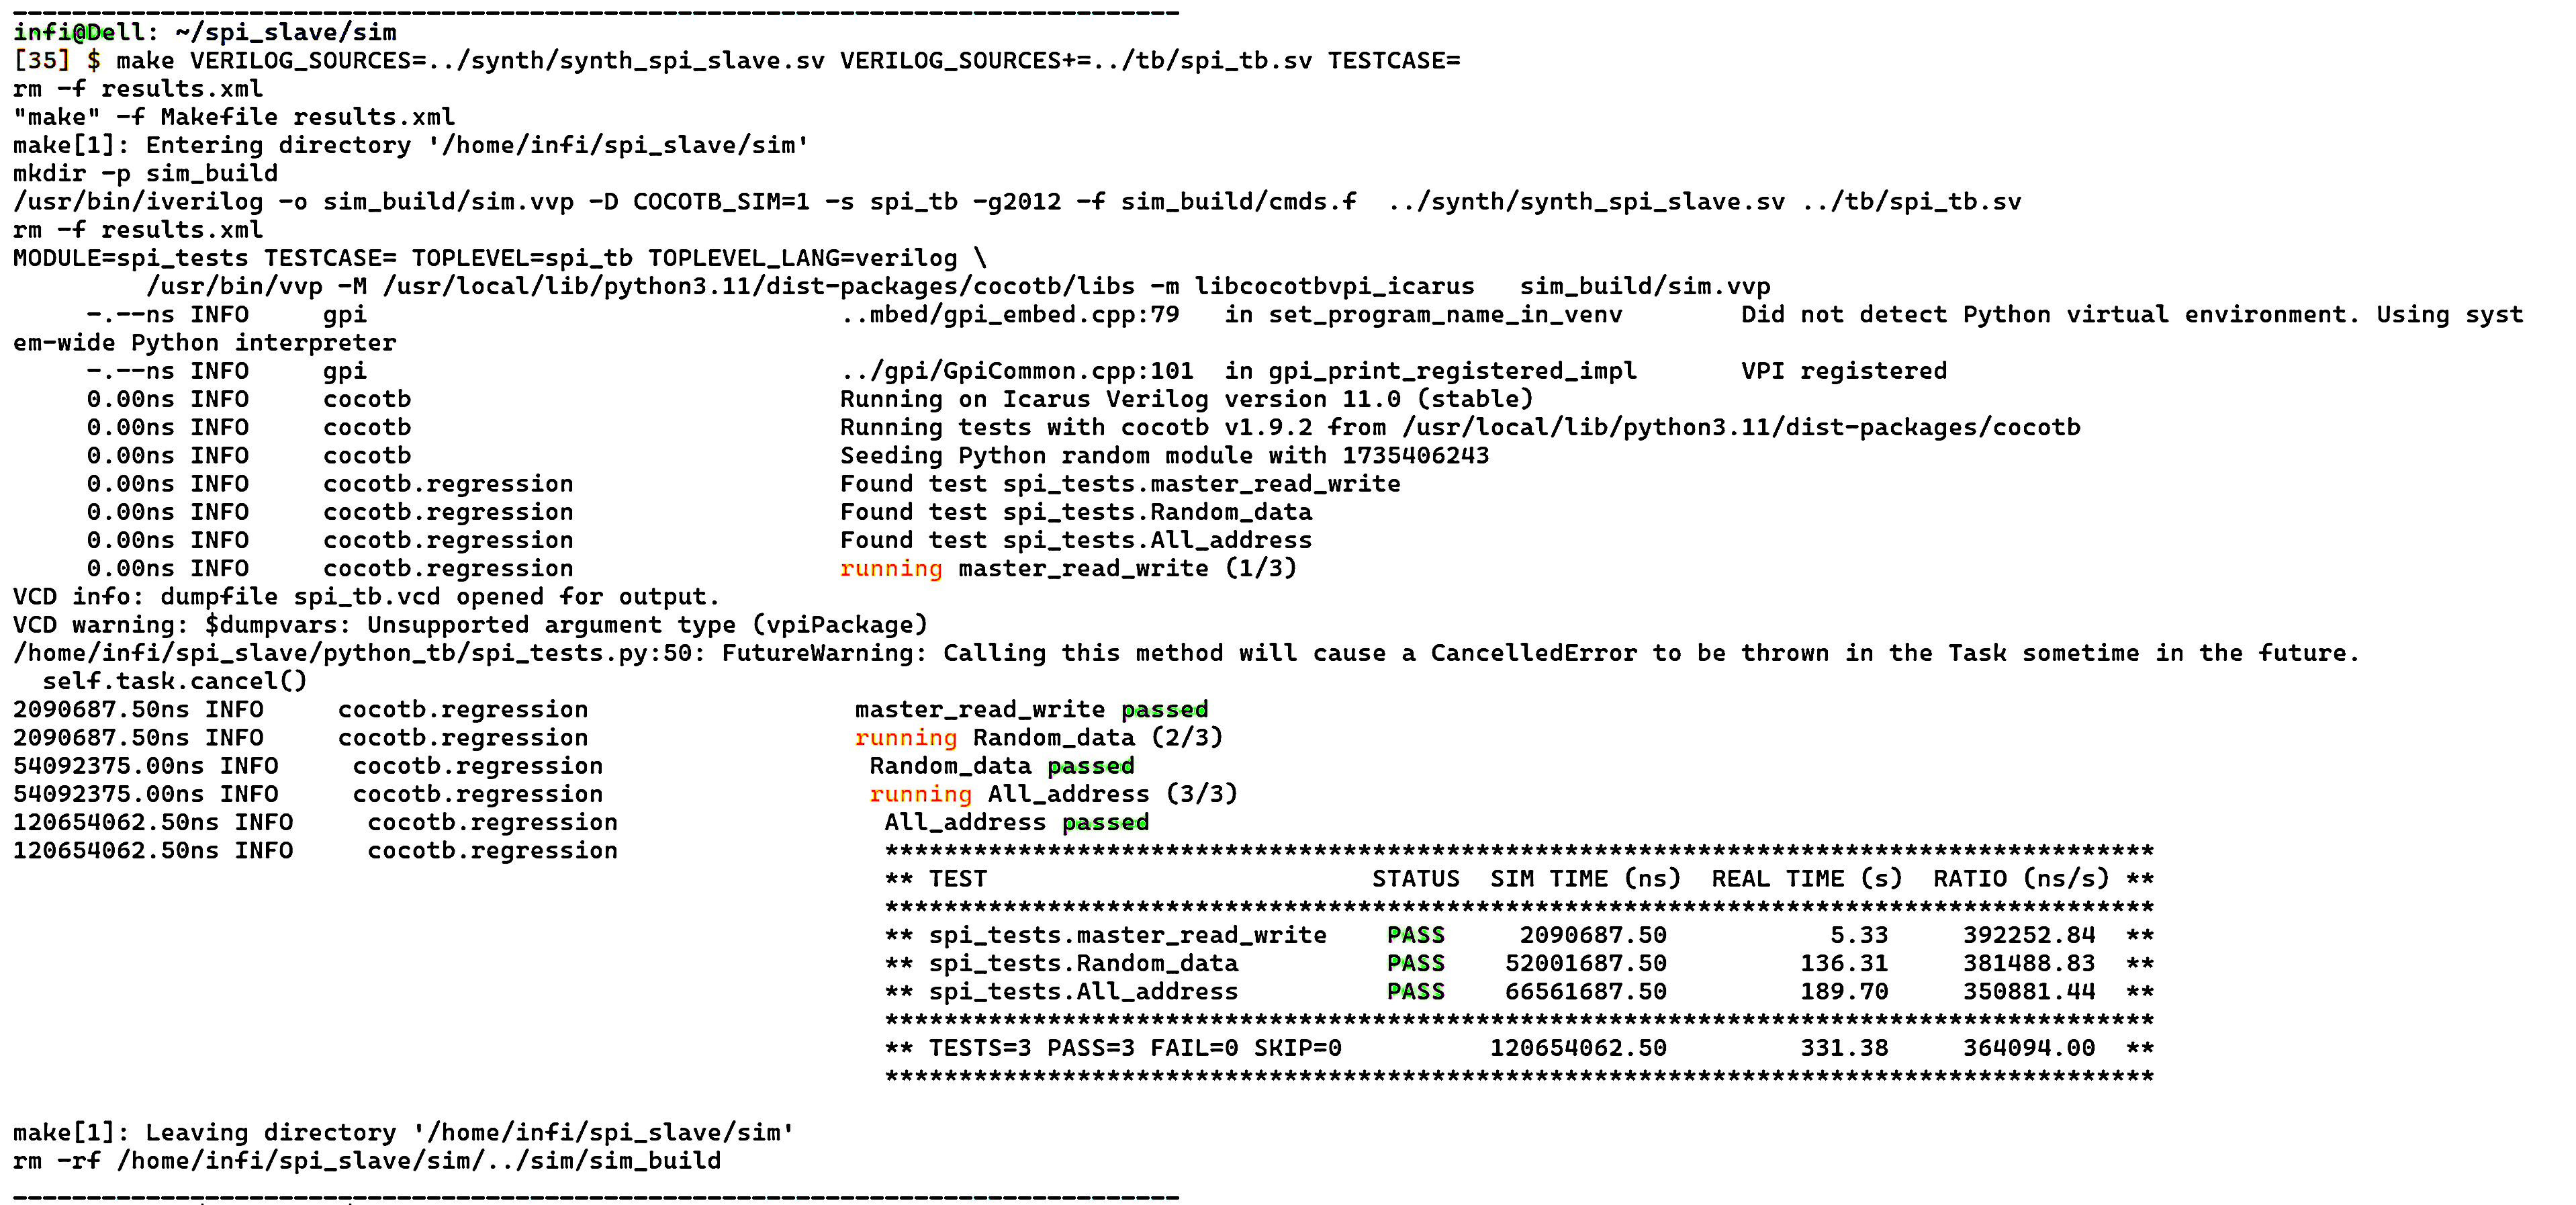 infi@Dell: ~/spi_slave/sim
[35] $ make VERILOG_SOURCES=../synth/synth_spi_slave.sv VERILOG_SOURCES+=../tb/spi_tb.sv TESTCASE=
rm -f results.xml
"make" -f Makefile results.xml
make[1]: Entering directory '/home/infi/spi_slave/sim'
mkdir -p sim_build
/usr/bin/iverilog -o sim_build/sim.vvp -D COCOTB_SIM=1 -s spi_tb -g2012 -f sim_build/cmds.f  ../synth/synth_spi_slave.sv ../tb/spi_tb.sv
rm -f results.xml
MODULE=spi_tests TESTCASE= TOPLEVEL=spi_tb TOPLEVEL_LANG=verilog \
         /usr/bin/vvp -M /usr/local/lib/python3.11/dist-packages/cocotb/libs -m libcocotbvpi_icarus   sim_build/sim.vvp
     -.--ns INFO     gpi                                ..mbed/gpi_embed.cpp:79   in set_program_name_in_venv        Did not detect Python virtual environment. Using syst
em-wide Python interpreter
     -.--ns INFO     gpi                                ../gpi/GpiCommon.cpp:101  in gpi_print_registered_impl       VPI registered
     0.00ns INFO     cocotb                             Running on Icarus Verilog version 11.0 (stable)
     0.00ns INFO     cocotb                             Running tests with cocotb v1.9.2 from /usr/local/lib/python3.11/dist-packages/cocotb
     0.00ns INFO     cocotb                             Seeding Python random module with 1735406243
     0.00ns INFO     cocotb.regression                  Found test spi_tests.master_read_write
     0.00ns INFO     cocotb.regression                  Found test spi_tests.Random_data
     0.00ns INFO     cocotb.regression                  Found test spi_tests.All_address
     0.00ns INFO     cocotb.regression                  running master_read_write (1/3)
VCD info: dumpfile spi_tb.vcd opened for output.
VCD warning: $dumpvars: Unsupported argument type (vpiPackage)
/home/infi/spi_slave/python_tb/spi_tests.py:50: FutureWarning: Calling this method will cause a CancelledError to be thrown in the Task sometime in the future.
  self.task.cancel()
2090687.50ns INFO     cocotb.regression                  master_read_write passed
2090687.50ns INFO     cocotb.regression                  running Random_data (2/3)
54092375.00ns INFO     cocotb.regression                  Random_data passed
54092375.00ns INFO     cocotb.regression                  running All_address (3/3)
120654062.50ns INFO     cocotb.regression                  All_address passed
120654062.50ns INFO     cocotb.regression                  **************************************************************************************
                                                           ** TEST                          STATUS  SIM TIME (ns)  REAL TIME (s)  RATIO (ns/s) **
                                                           **************************************************************************************
                                                           ** spi_tests.master_read_write    PASS     2090687.50           5.33     392252.84  **
                                                           ** spi_tests.Random_data          PASS    52001687.50         136.31     381488.83  **
                                                           ** spi_tests.All_address          PASS    66561687.50         189.70     350881.44  **
                                                           **************************************************************************************
                                                           ** TESTS=3 PASS=3 FAIL=0 SKIP=0          120654062.50         331.38     364094.00  **
                                                           **************************************************************************************
make[1]: Leaving directory '/home/infi/spi_slave/sim'
rm -rf /home/infi/spi_slave/sim/../sim/sim_build